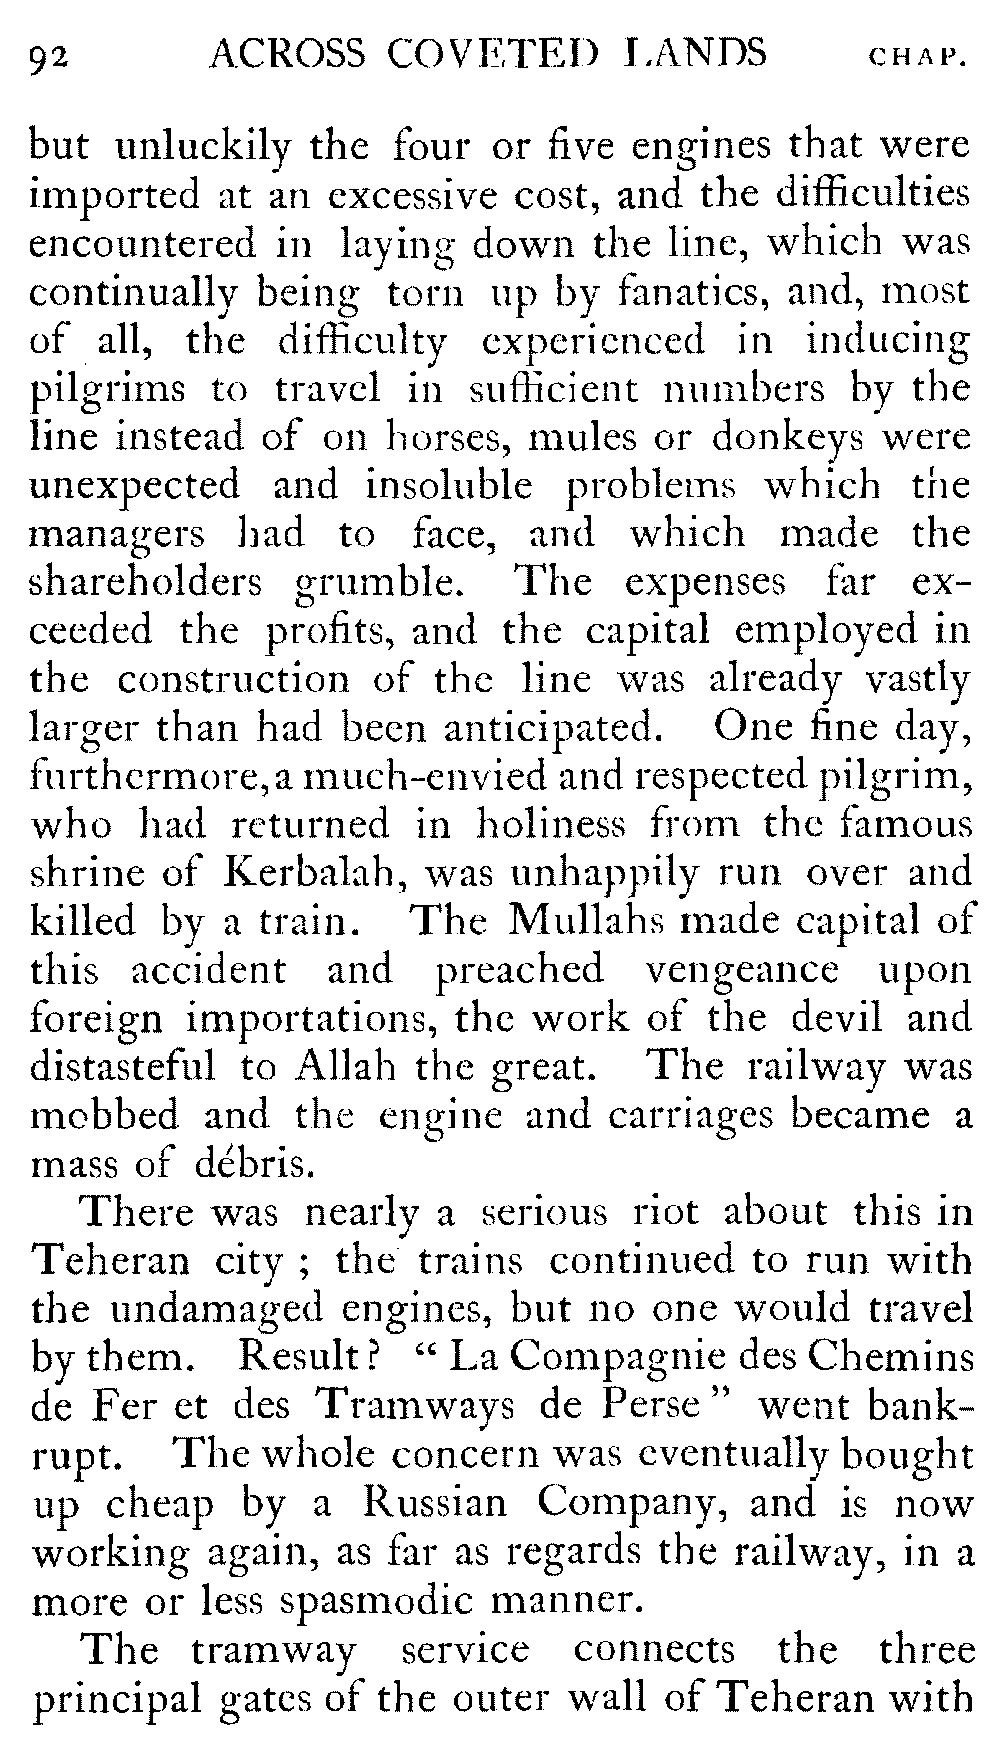 92 ACROSS COVETED LANDS CHAP.
but unluckily the four or five engines that were
imported at an excessive cost, and the difficulties
encountered in laying down the line, which was
continually being torn up by fanatics, and, most
of all, the difficulty experienced in inducing
pilgrims to travel in sufficient numbers by the
line instead of on horses, mules or donkeys were
unexpected and insoluble problems which the
managers had to face, and which made the
shareholders grumble. The expenses far ex-
ceeded the profits, and the capital employed in
the construction of the line was already vastly
larger than had been anticipated. One fine day,
furthermore, a much-envied and respected pilgrim,
who had returned in holiness from the famous
shrine of Kerbalah, was unhappily run over and
killed by a train. The Mullahs made capital of
this accident and preached vengeance upon
foreign importations, the work of the devil and
distasteful to Allah the great. The railway was
mobbed and the engine and carriages became a
mass of débris.
There was nearly a serious riot about this in
Teheran city ; the trains continued to run with
the undamaged engines, but no one would travel
by them. Result? “ La Compagnie des Chemins
de Fer et des Tramways de Perse ” went bank-
rupt. The whole concern was eventually bought
up cheap by a Russian Company, and is now
working again, as far as regards the railway, in a
more or less spasmodic manner.
The tramway service connects the three
principal gates of the outer wall of Teheran with